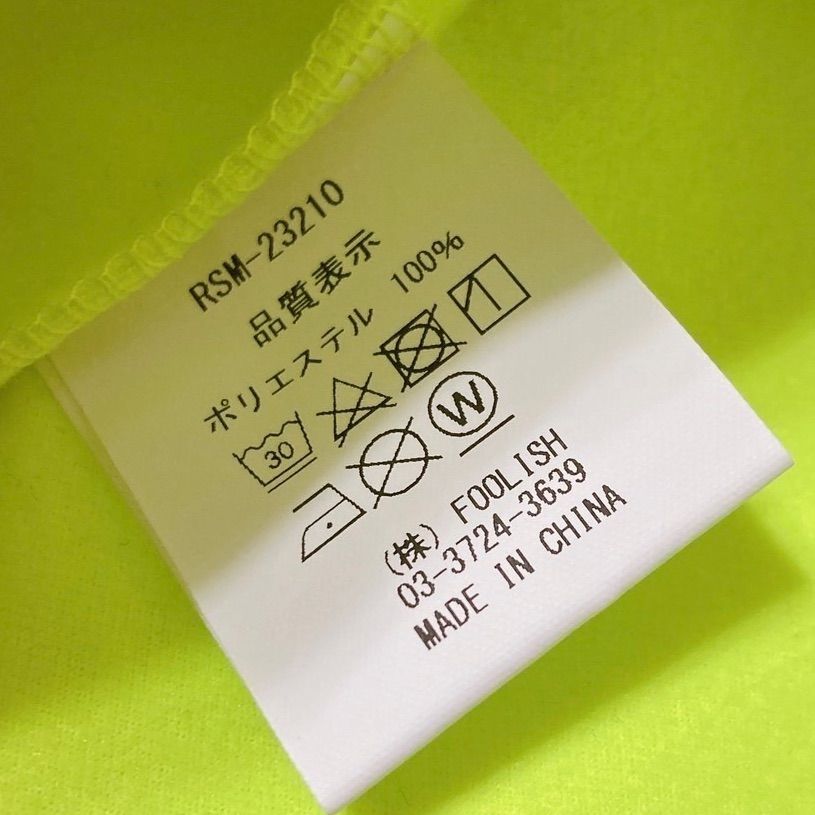 RSM-23210
品質表示
ポリエステル 100%
30
W
(株) FOOLISH
03-3724-3639
MADE IN CHINA